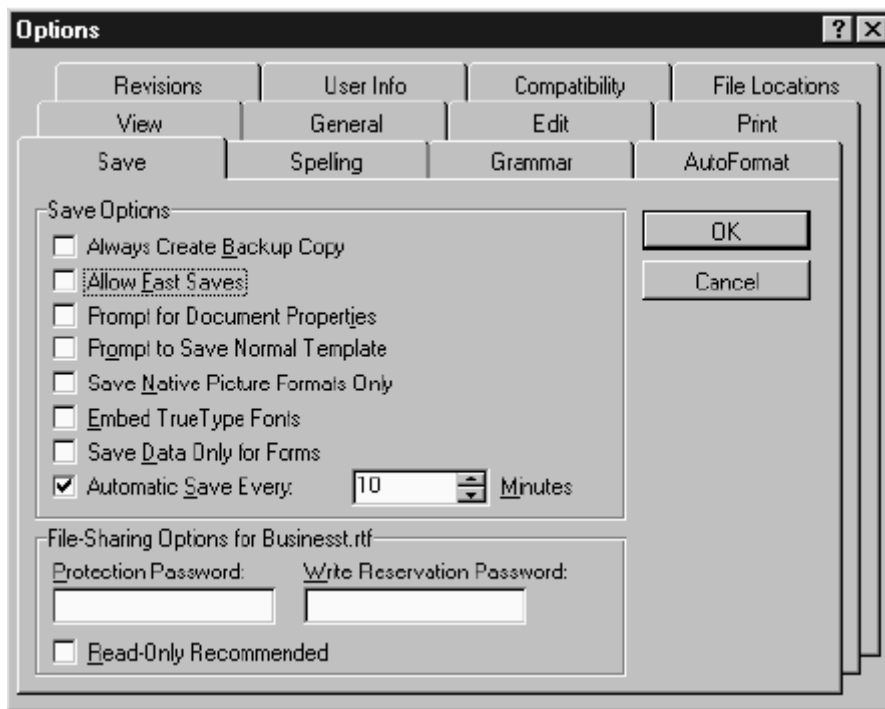 Options
Revisions User Info Compatibility File Locations
View General Edit Print
Save Speling Grammar AutoFormat
Save Options
OK
Always Create Backup Copy
Allow Fast Saves
Cancel
Prompt for Document Properties
Prompt to Save Normal Template
Save Native Picture Formats Only
Embed TrueType Fonts
Save Data Only for Forms
Automatic Save Every: 10 Minutes
File-Sharing Options for Businesst.rtf
Protection Password: Write Reservation Password:
Read-Only Recommended